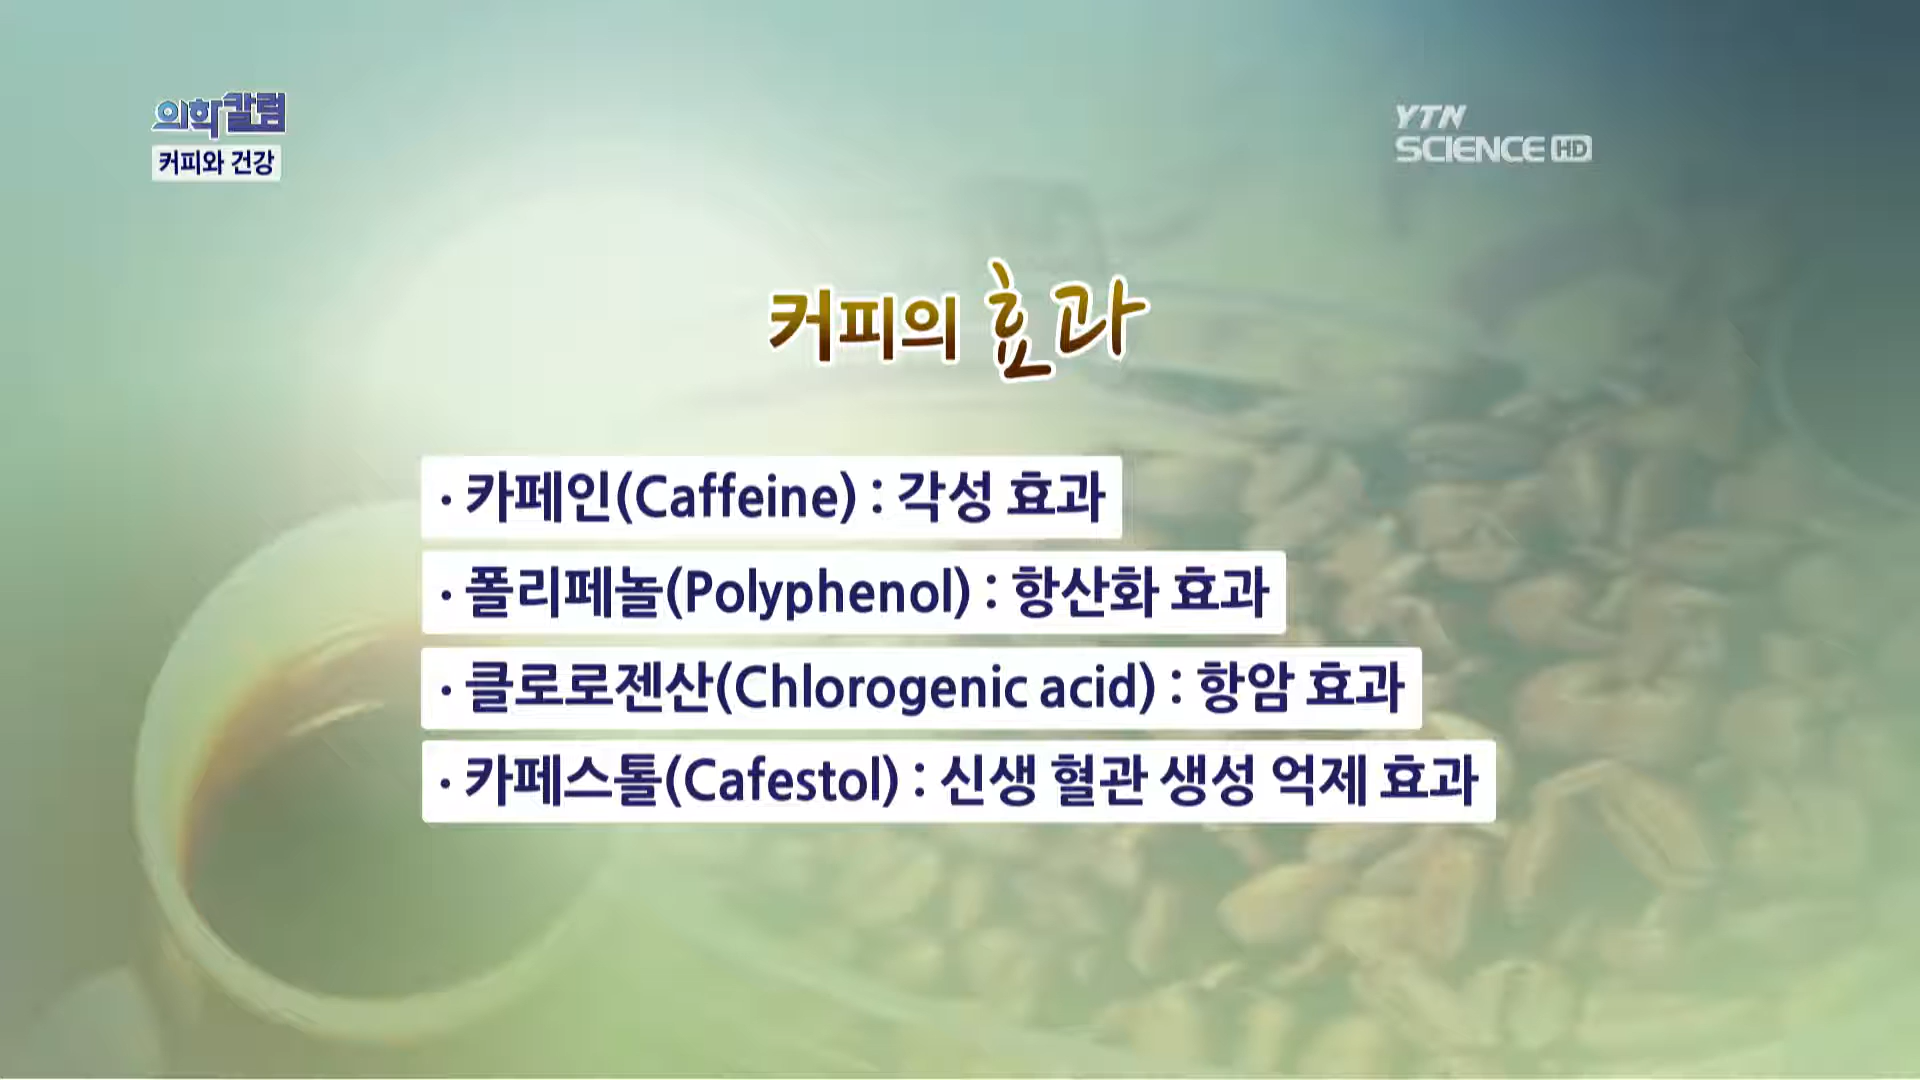 의학칼럼
커피와 건강
YTN
SCIENCE HD
커피의 효과
· 카페인(Caffeine) : 각성 효과
· 폴리페놀(Polyphenol) : 항산화 효과
· 클로로젠산(Chlorogenic acid) : 항암 효과
· 카페스톨(Cafestol) : 신생 혈관 생성 억제 효과